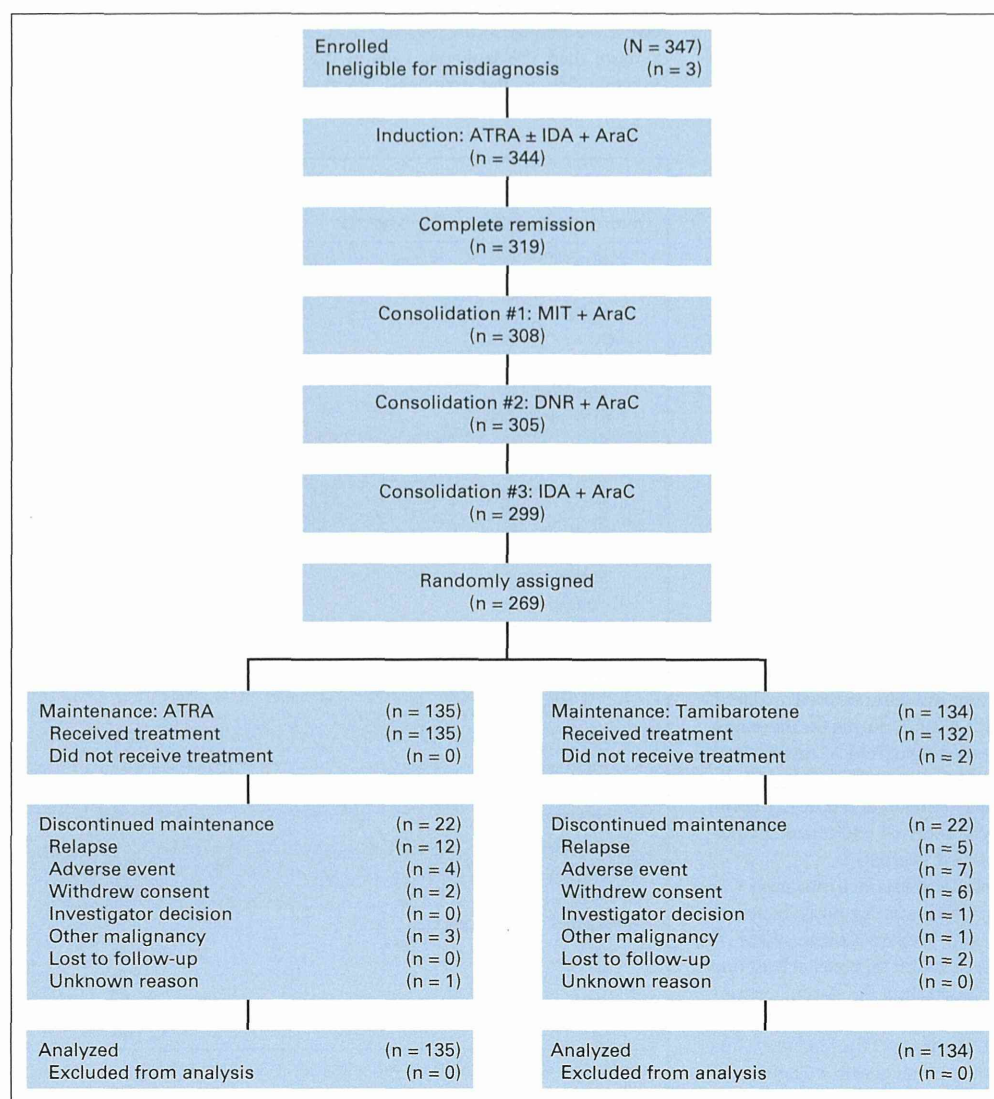 Enrolled (N = 347)
Ineligible for misdiagnosis (n = 3)
Induction: ATRA ± IDA + AraC
(n = 344)
Complete remission
(n = 319)
Consolidation #1: MIT + AraC
(n = 308)
Consolidation #2: DNR + AraC
(n = 305)
Consolidation #3: IDA + AraC
(n = 299)
Randomly assigned
(n = 269)
Maintenance: ATRA (n = 135)
Received treatment (n = 135)
Did not receive treatment (n = 0)
Discontinued maintenance (n = 22)
Relapse (n = 12)
Adverse event (n = 4)
Withdrew consent (n = 2)
Investigator decision (n = 0)
Other malignancy (n = 3)
Lost to follow-up (n = 0)
Unknown reason (n = 1)
Analyzed (n = 135)
Excluded from analysis (n = 0)
Maintenance: Tamibarotene (n = 134)
Received treatment (n = 132)
Did not receive treatment (n = 2)
Discontinued maintenance (n = 22)
Relapse (n = 5)
Adverse event (n = 7)
Withdrew consent (n = 6)
Investigator decision (n = 1)
Other malignancy (n = 1)
Lost to follow-up (n = 2)
Unknown reason (n = 0)
Analyzed (n = 134)
Excluded from analysis (n = 0)